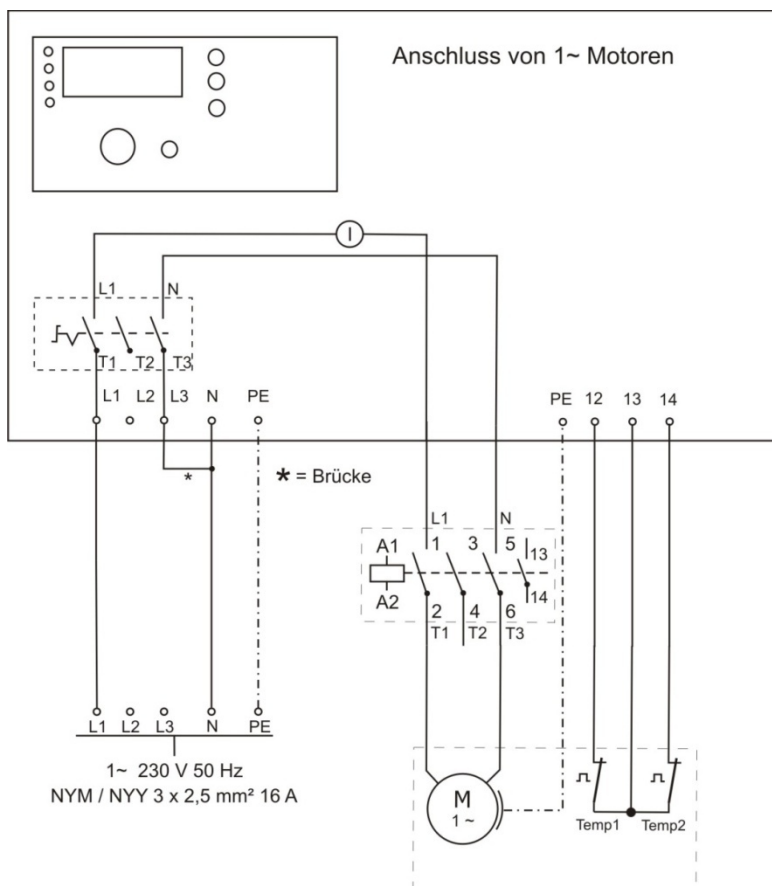 Anschluss von 1~ Motoren
I
L1 N
T1 T2 T3
L1 L2 L3 N PE
PE 12 13 14
* * = Brücke
L1 N
A1 1 3 5 13
A2 2 4 6 14
T1 T2 T3
L1 L2 L3 N PE
1~ 230 V 50 Hz
NYM / NYY 3 x 2,5 mm² 16 A
M
1 ~
Temp1 Temp2